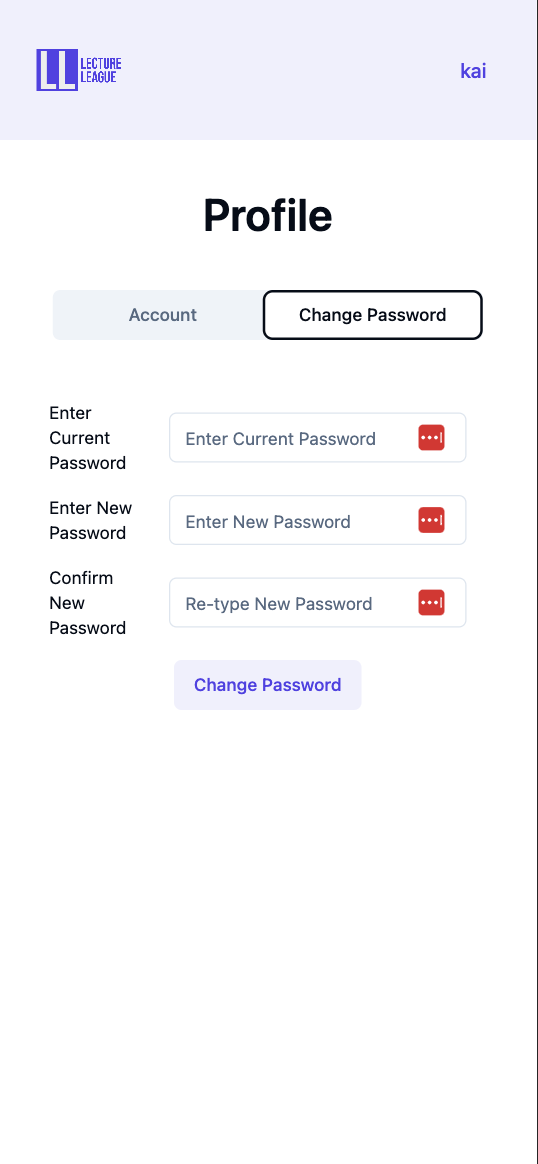 LECTURE
LEAGUE
kai
Profile
Account
Change Password
Enter
Current
Password
Enter Current Password
Enter New
Password
Enter New Password
Confirm
New
Password
Re-type New Password
Change Password